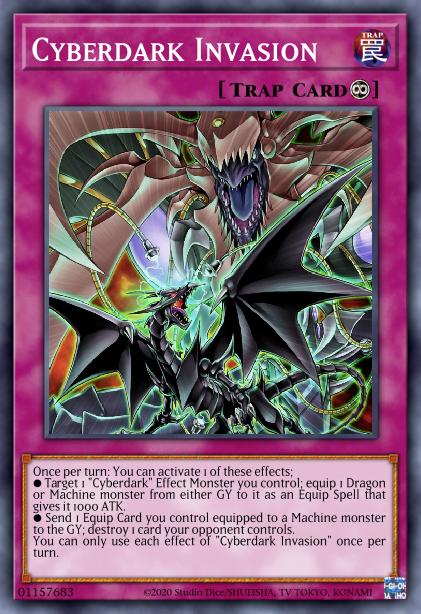 CYBERDARK INVASION
TRAP
罠
[TRAP CARD]
Once per turn: You can activate 1 of these effects;
● Target 1 "Cyberdark" Effect Monster you control; equip 1 Dragon
or Machine monster from either GY to it as an Equip Spell that
gives it 1000 ATK.
● Send 1 Equip Card you control equipped to a Machine monster
to the GY; destroy 1 card your opponent controls.
You can only use each effect of "Cyberdark Invasion" once per
turn.
01157683
©2020 Studio Dice/SHUEISHA, TV TOKYO, KONAMI